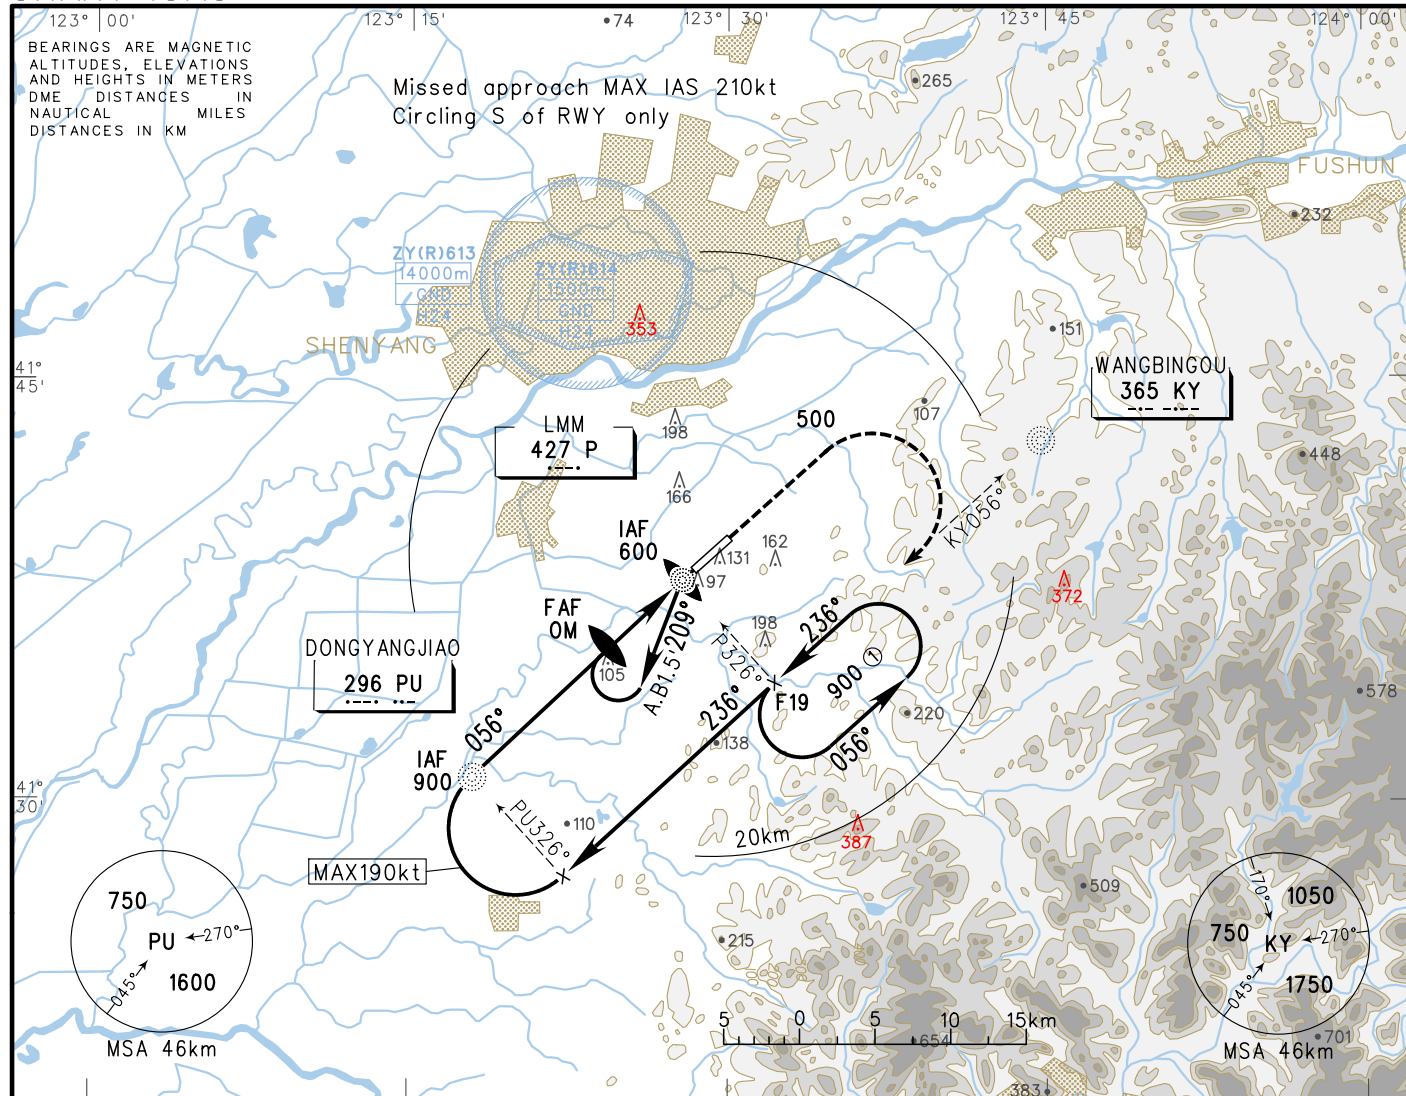 123° 00'
123° 15'
74
123° 30'
123° 45'
124° 00'
BEARINGS ARE MAGNETIC
ALTITUDES, ELEVATIONS
AND HEIGHTS IN METERS
DME DISTANCES IN
NAUTICAL MILES
DISTANCES IN KM
Missed approach MAX IAS 210kt
Circling S of RWY only
265
FUSHUN
232
ZY(R)613
14000m
GND
H24
ZY(R)614
1500m
GND
H24
353
SHENYANG
151
41°
45'
WANGBINGOU
365 KY
-·- -·--
107
198
500
LMM
427 P
·--·
448
166
KY056°
IAF
600
131
162
97
372
FAF
OM
209°
A.B1.5'
105
198
P326°
236°
900 ①
F19
DONGYANGJIAO
296 PU
·--· ··-
578
220
236°
056°
138
056°
IAF
900
41°
30'
PU326°
110
387
20km
MAX190kt
509
750
PU
270°
045°
1600
MSA 46km
215
170°
1050
750
KY
270°
045°
1750
MSA 46km
5 0 5 10 15km
654
701
383